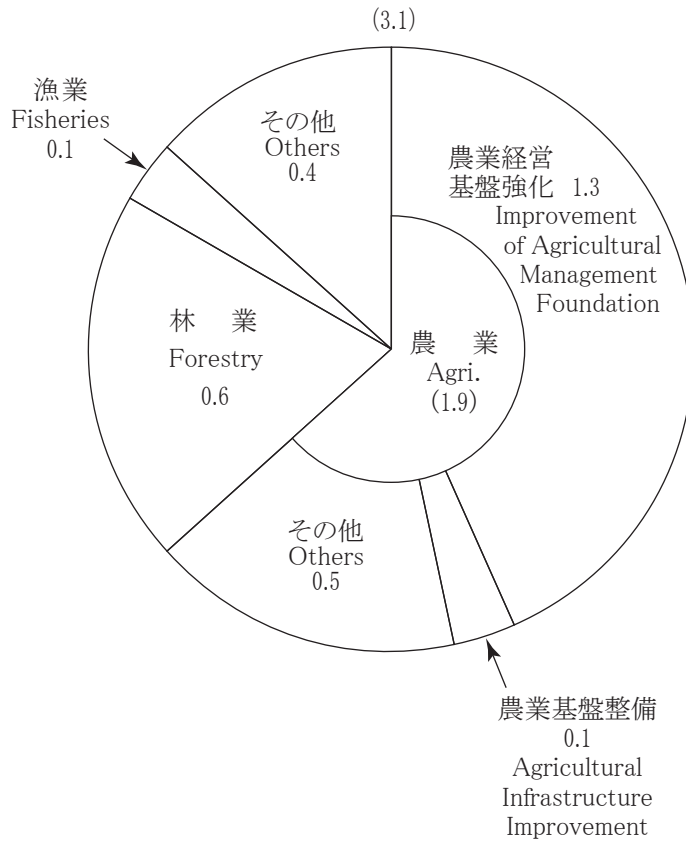 (3.1)
漁業
Fisheries
0.1
その他
Others
0.4
農業経営
基盤強化 1.3
Improvement
of Agricultural
Management
Foundation
林　業
Forestry
0.6
農　業
Agri.
(1.9)
その他
Others
0.5
農業基盤整備
0.1
Agricultural
Infrastructure
Improvement